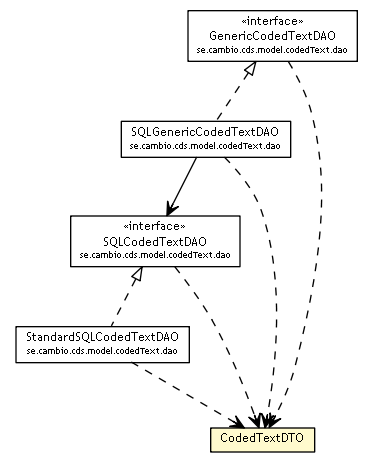 «interface»
GenericCodedTextDAO
se.cambio.cds.model.codedText.dao
SQLGenericCodedTextDAO
se.cambio.cds.model.codedText.dao
«interface»
SQLCodedTextDAO
se.cambio.cds.model.codedText.dao
StandardSQLCodedTextDAO
se.cambio.cds.model.codedText.dao
CodedTextDTO